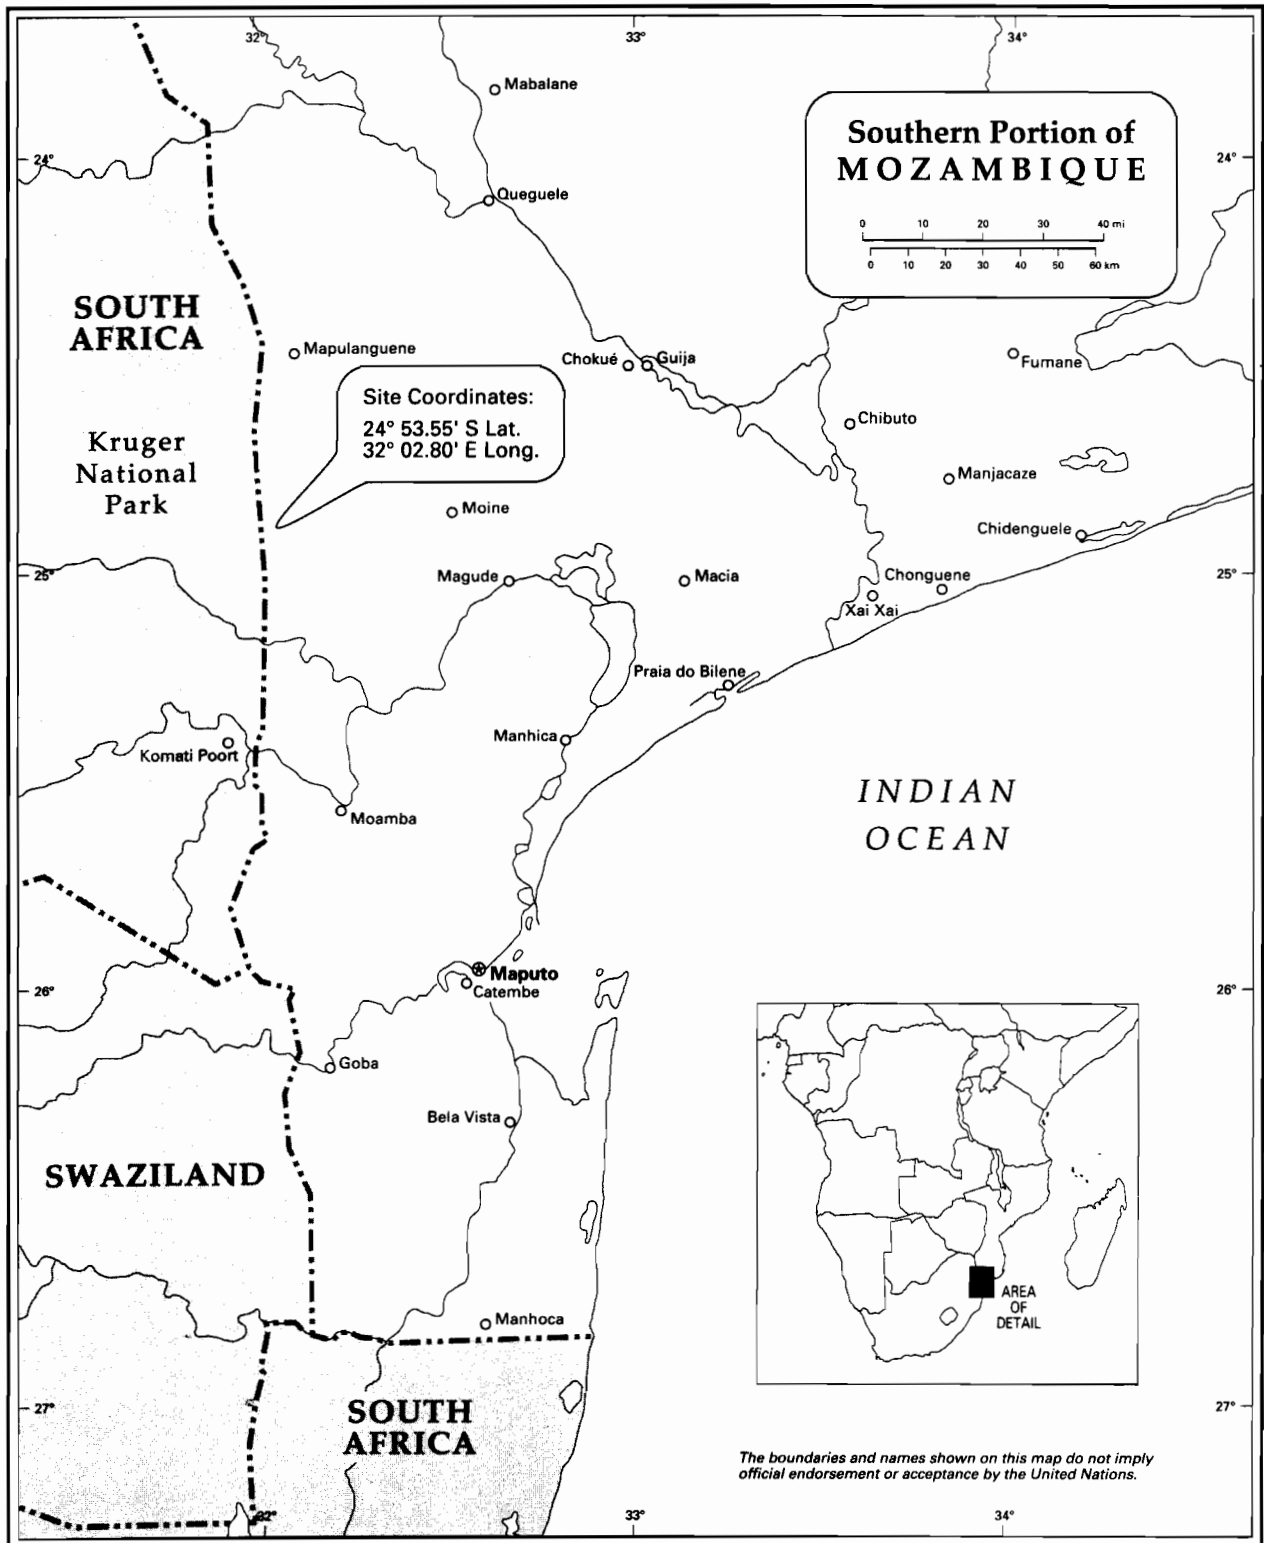 32°
33°
34°
Mabalane
Southern Portion of
MOZAMBIQUE
0 10 20 30 40 mi
0 10 20 30 40 50 60 km
24°
24°
Queguele
SOUTH
AFRICA
Mapulanguene
Chokué
Guija
Fumane
Site Coordinates:
24° 53.55' S Lat.
32° 02.80' E Long.
Kruger
National
Park
Chibuto
Manjacaze
Moine
Chidenguele
25°
Magude
Macia
Chonguene
25°
Xai Xai
Praia do Bilene
Manhica
Komati Poort
Moamba
INDIAN
OCEAN
Maputo
Catembe
26°
26°
Goba
Bela Vista
SWAZILAND
AREA
OF
DETAIL
Manhoca
27°
27°
SOUTH
AFRICA
The boundaries and names shown on this map do not imply
official endorsement or acceptance by the United Nations.
32°
33°
34°